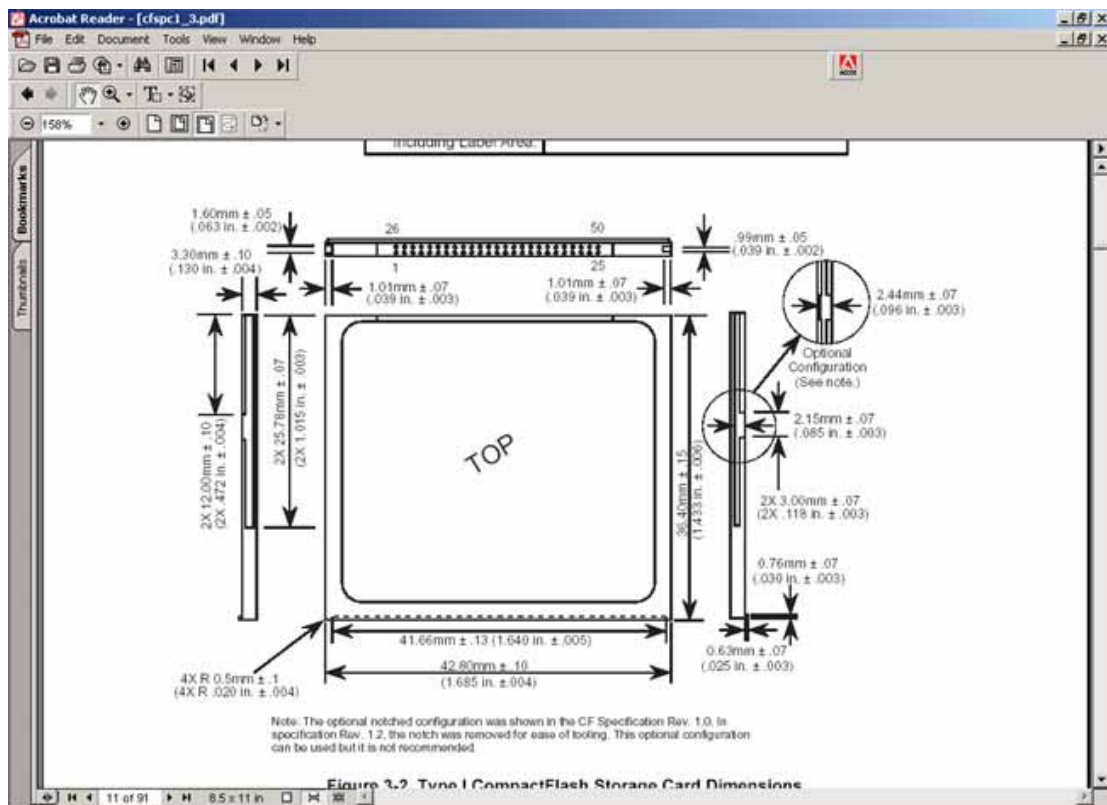 Acrobat Reader - [cfspc1_3.pdf]
File Edit Document Tools View Window Help
158%
Bookmarks
Thumbnails
Including Label Area:
1.60mm ± .05
(.063 in. ± .002)
26
50
.99mm ± .05
(.039 in. ± .002)
3.30mm ± .10
(.130 in. ± .004)
1
25
1.01mm ± .07
(.039 in. ± .003)
1.01mm ± .07
(.039 in. ± .003)
2.44mm ± .07
(.096 in. ± .003)
Optional
Configuration
(See note.)
2X 12.00mm ± .10
(2X .472 in. ± .004)
2X 25.78mm ± .07
(2X 1.015 in. ± .003)
TOP
36.40mm ± .15
(1.433 in. ± .006)
2.15mm ± .07
(.085 in. ± .003)
2X 3.00mm ± .07
(2X .118 in. ± .003)
0.76mm ± .07
(.030 in. ± .003)
41.66mm ± .13 (1.640 in. ± .005)
0.63mm ± .07
(.025 in. ± .003)
42.80mm ± .10
(1.685 in. ±.004)
4X R 0.5mm ± .1
(4X R .020 in. ± .004)
Note: The optional notched configuration was shown in the CF Specification Rev. 1.0. In
specification Rev. 1.2, the notch was removed for ease of tooling. This optional configuration
can be used but it is not recommended.
Figure 3-2 Type I CompactFlash Storage Card Dimensions
11 of 91
8.5 x 11 in